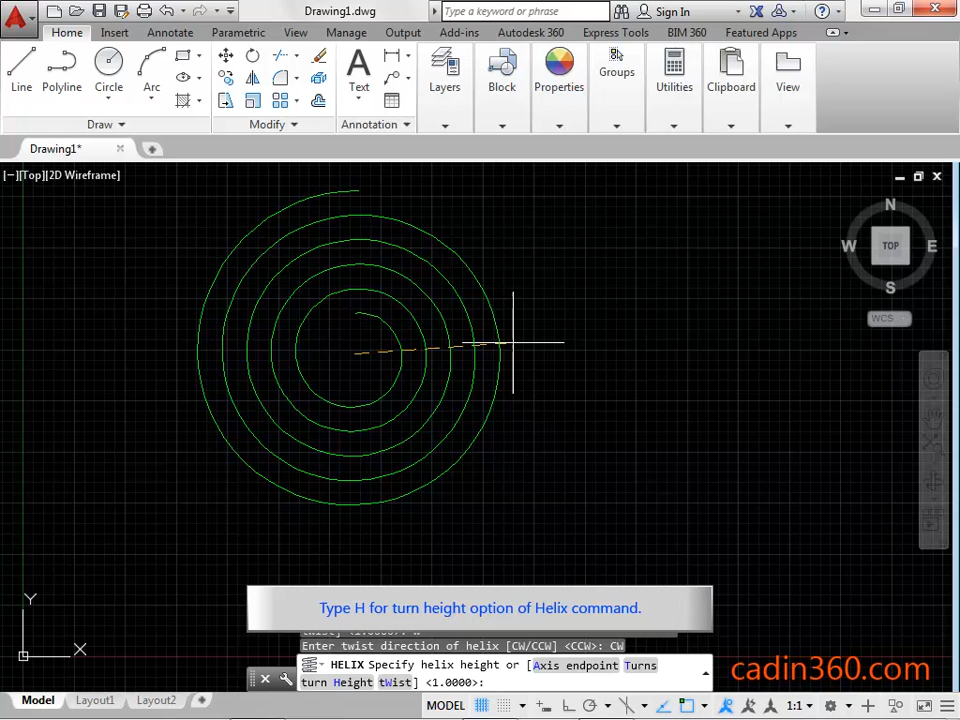 Drawing1.dwg
Type a keyword or phrase
Sign In
Home Insert Annotate Parametric View Manage Output Add-ins Autodesk 360 Express Tools BIM 360 Featured Apps
Line Polyline Circle Arc Text Layers Block Properties Groups Utilities Clipboard View
Draw Modify Annotation
Drawing1*
[−][Top][2D Wireframe]
N
W TOP E
S
WCS
Y
X
Type H for turn height option of Helix command.
twist] <1.0000>: W
Enter twist direction of helix [CW/CCW] <CCW>: CW
HELIX Specify helix height or [Axis endpoint Turns
turn Height tWist] <1.0000>:
cadin360.com
Model Layout1 Layout2
MODEL 1:1